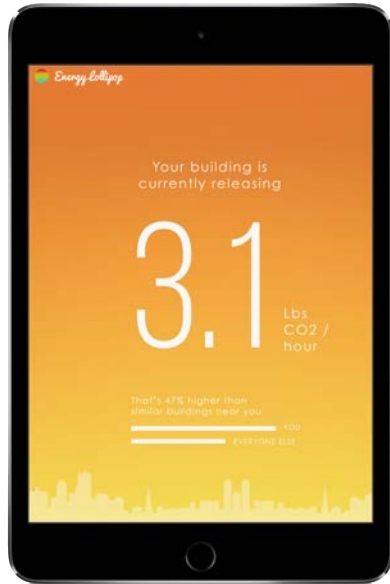 Energy Lollipop
Your building is
currently releasing
3.1
Lbs
CO2 /
hour
That's 47% higher than
similar buildings near you
YOU
EVERYONE ELSE